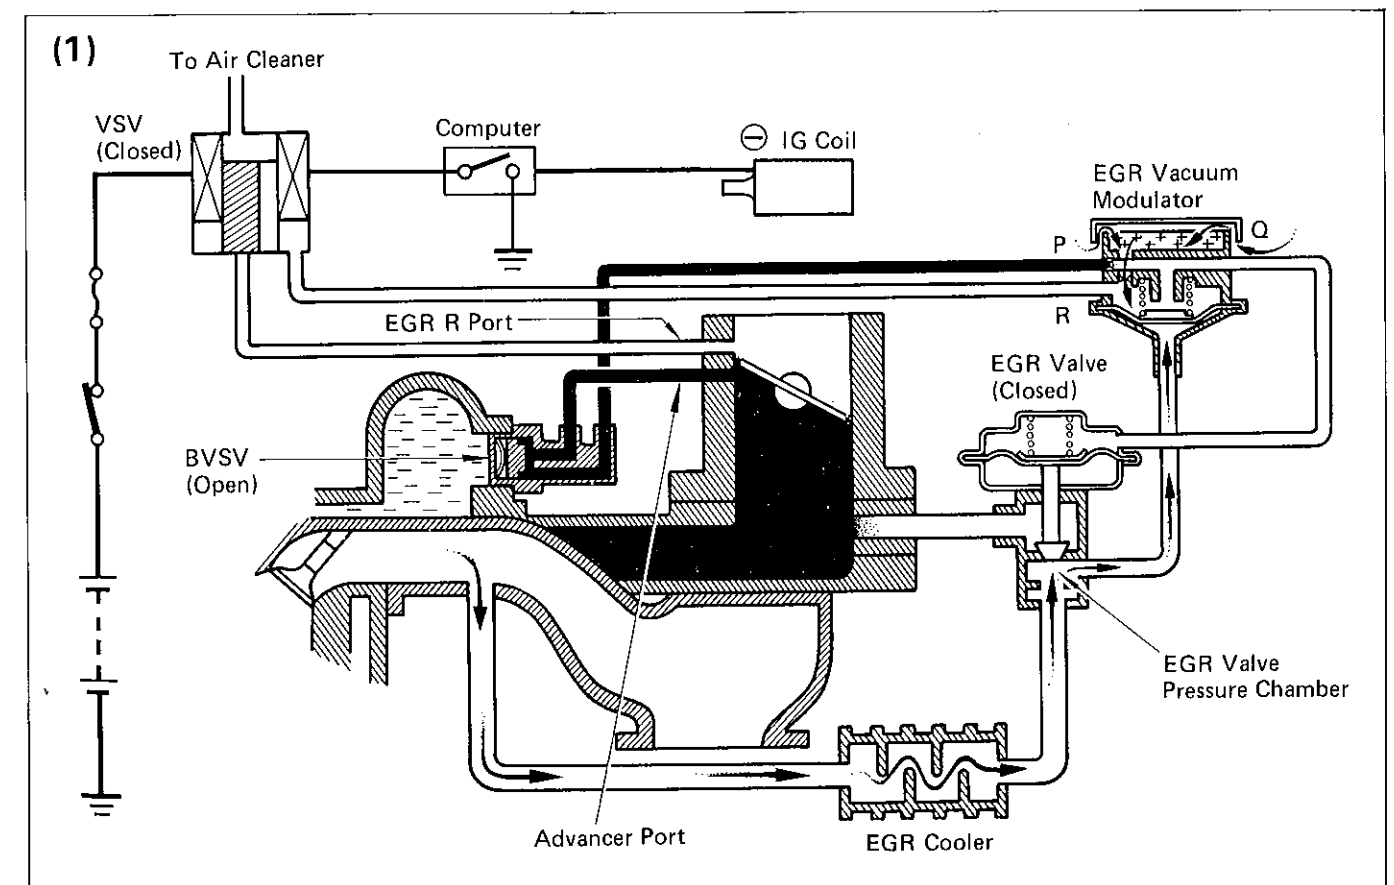 (1)
To Air Cleaner
VSV
(Closed)
Computer
⊖ IG Coil
EGR Vacuum
Modulator
P
Q
R
EGR R Port
EGR Valve
(Closed)
BVSV
(Open)
EGR Valve
Pressure Chamber
Advancer Port
EGR Cooler